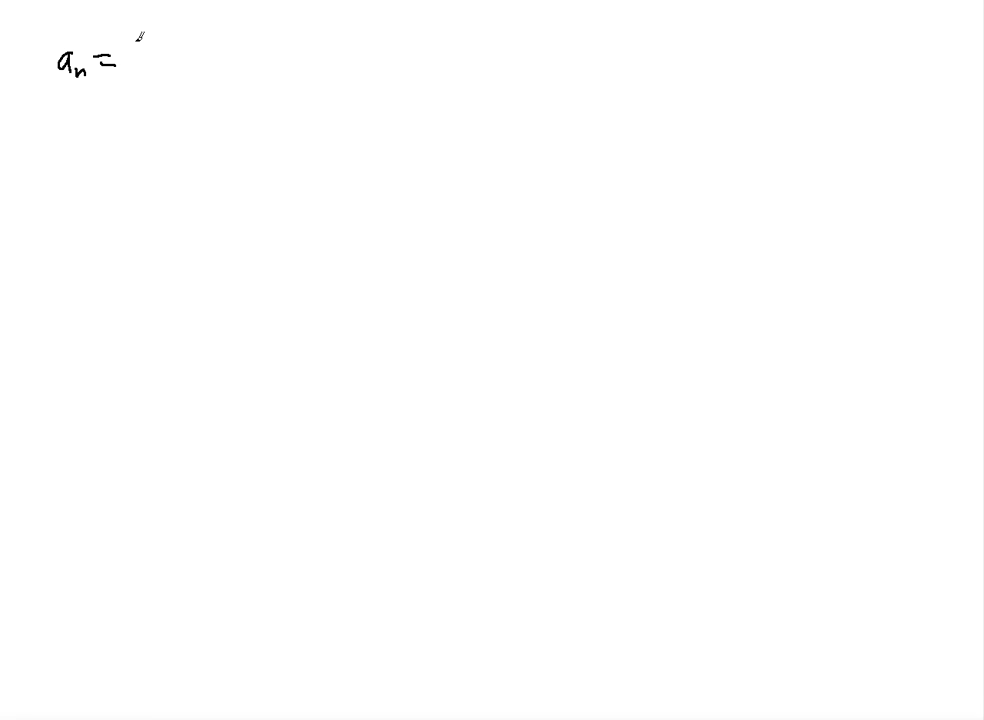 aₙ =